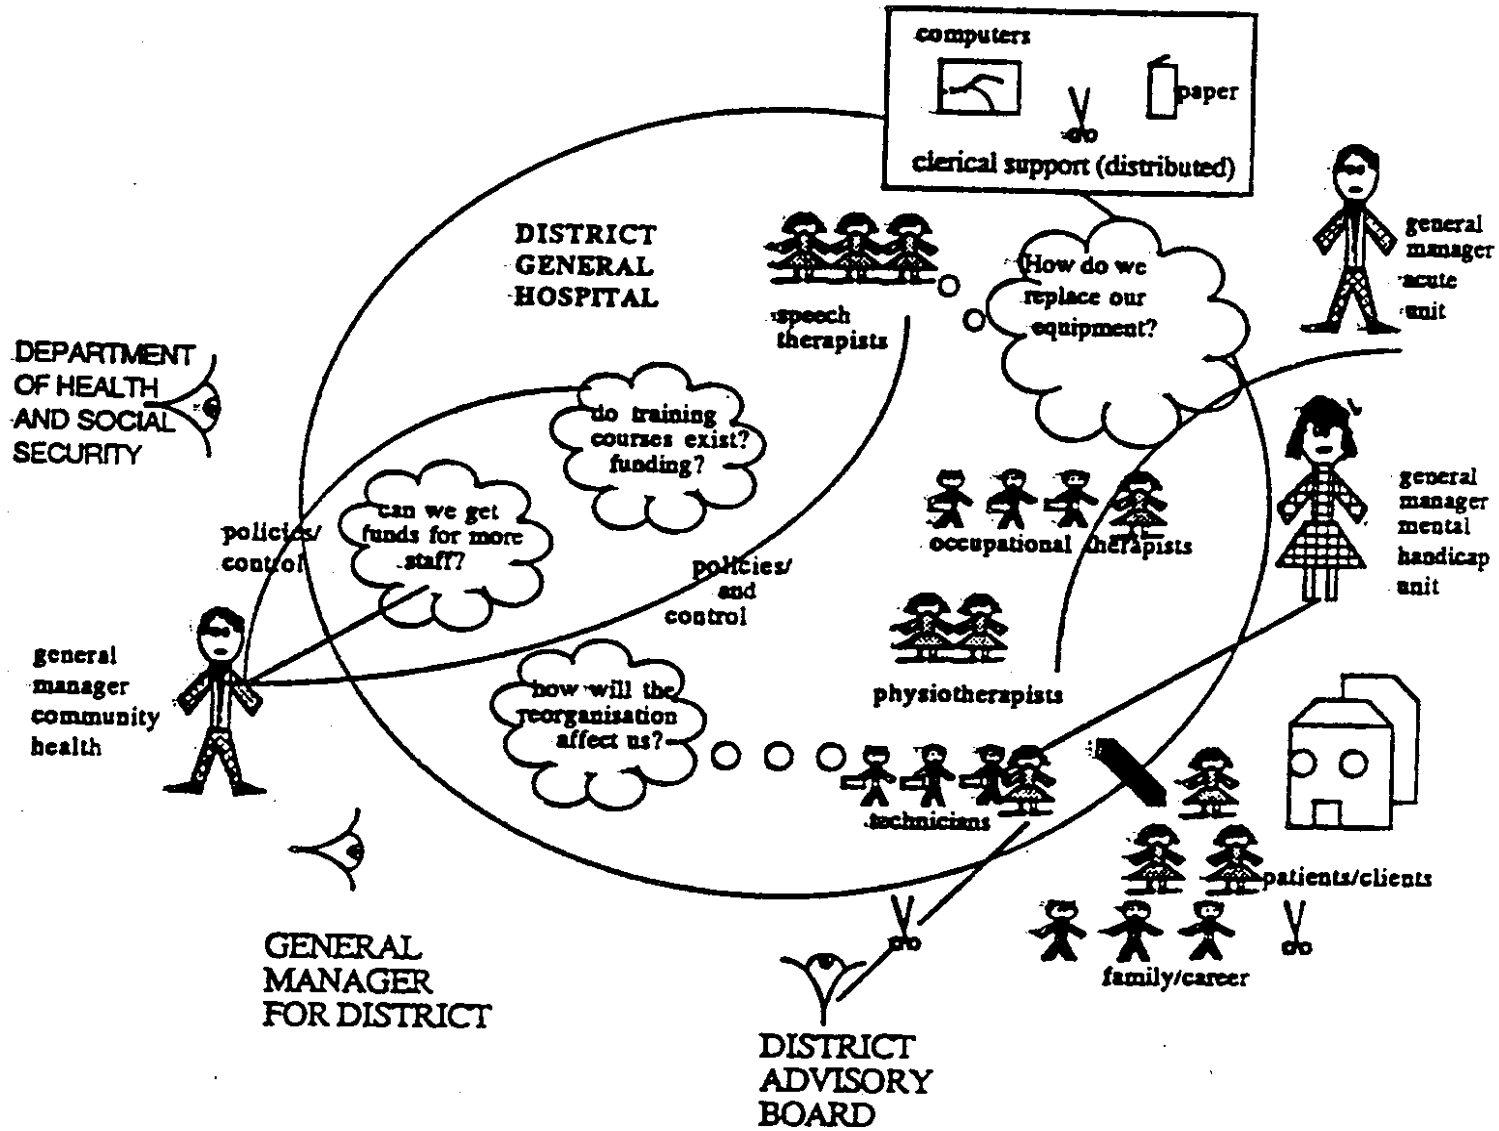 computers
paper
clerical support (distributed)
general
manager
acute
unit
DISTRICT
GENERAL
HOSPITAL
speech
therapists
How do we
replace our
equipment?
DEPARTMENT
OF HEALTH
AND SOCIAL
SECURITY
do training
courses exist?
funding?
can we get
funds for more
staff?
policies/
control
policies/
and
control
occupational therapists
general
manager
mental
handicap
unit
general
manager
community
health
how will the
reorganisation
affect us?
physiotherapists
technicians
patients/clients
family/career
GENERAL
MANAGER
FOR DISTRICT
DISTRICT
ADVISORY
BOARD